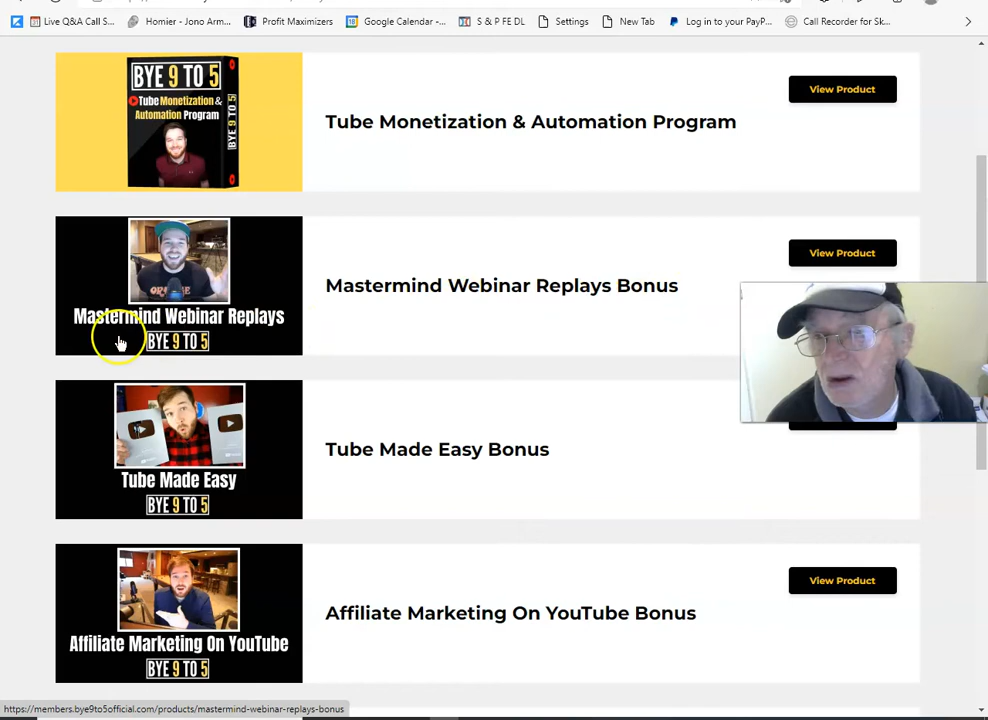 Live Q&A Call S...
Homier - Jono Arm...
Profit Maximizers
Google Calendar -...
S & P FE DL
Settings
New Tab
Log in to your PayP...
Call Recorder for Sk...
BYE 9 TO 5
Tube Monetization &
Automation Program
BYE 9 TO 5
Tube Monetization & Automation Program
View Product
Mastermind Webinar Replays
BYE 9 TO 5
Mastermind Webinar Replays Bonus
View Product
Tube Made Easy
BYE 9 TO 5
Tube Made Easy Bonus
Affiliate Marketing On YouTube
BYE 9 TO 5
Affiliate Marketing On YouTube Bonus
View Product
https://members.bye9to5official.com/products/mastermind-webinar-replays-bonus